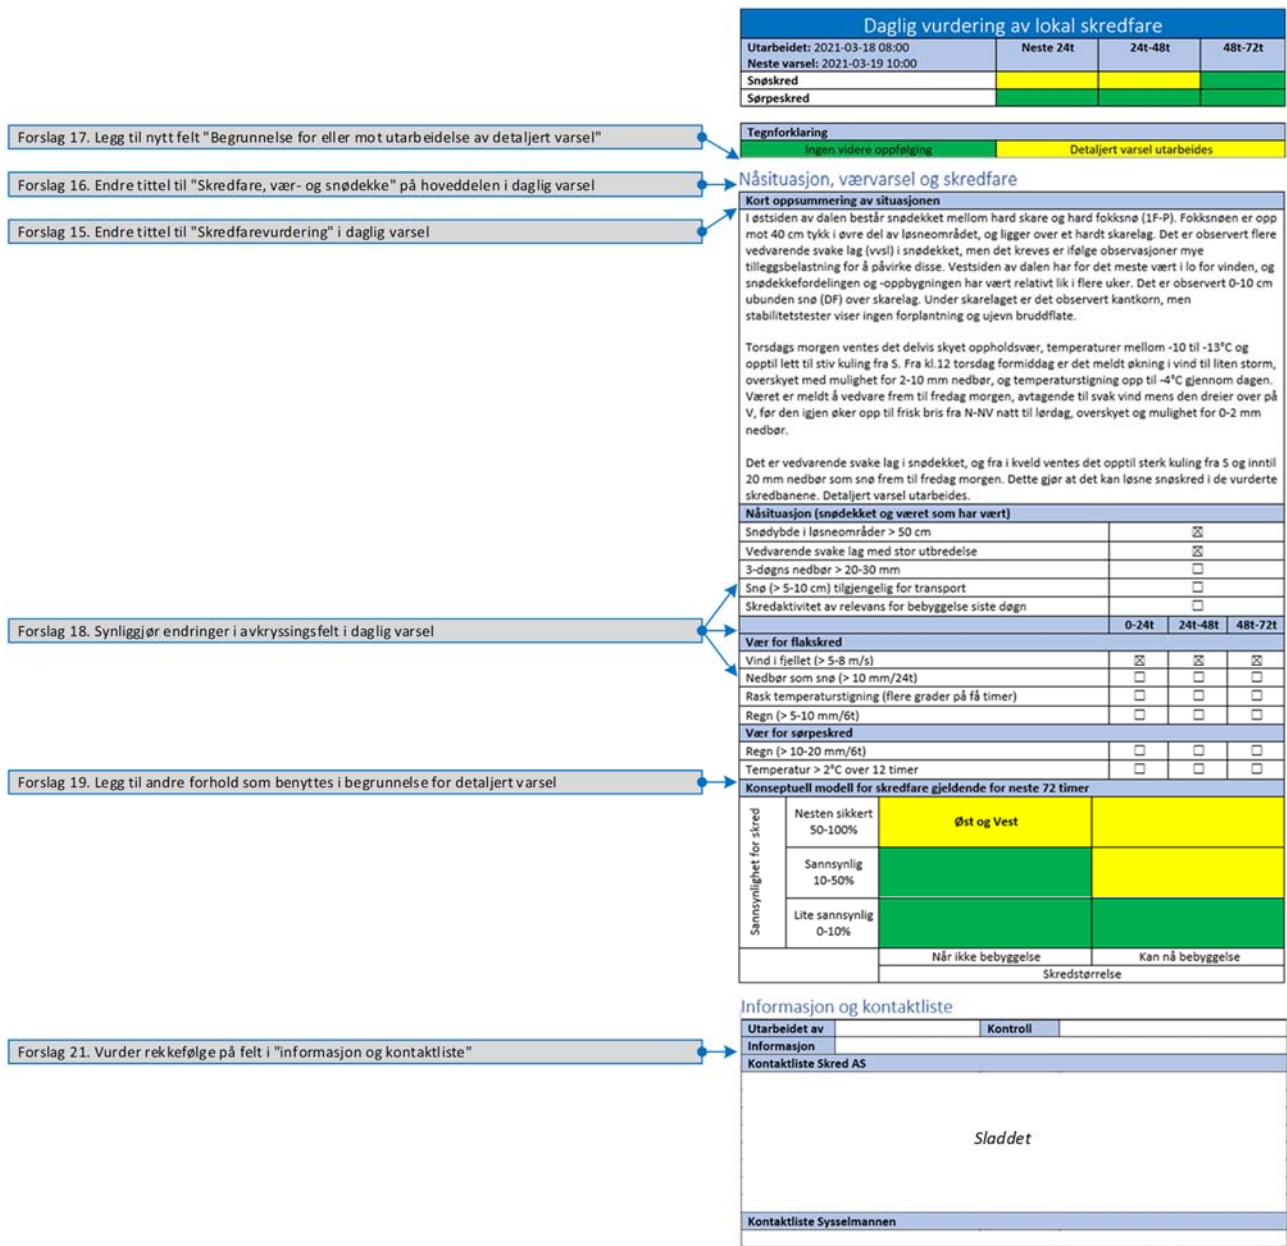 Daglig vurdering av lokal skredfare
Utarbeidet: 2021-03-18 08:00 Neste 24t 24t-48t 48t-72t
Neste varsel: 2021-03-19 10:00
Snøskred
Sørpeskred
Forslag 17. Legg til nytt felt "Begrunnelse for eller mot utarbeidelse av detaljert varsel"
Tegnforklaring
Ingen videre oppfølging Detaljert varsel utarbeides
Forslag 16. Endre tittel til "Skredfare, vær- og snødekke" på hoveddelen i daglig varsel
Nåsituasjon, værvarsel og skredfare
Forslag 15. Endre tittel til "Skredfarevurdering" i daglig varsel
Kort oppsummering av situasjonen
I østsiden av dalen består snødekket mellom hard skare og hard fokksnø (1F-P). Fokksnøen er opp
mot 40 cm tykk i øvre del av løsneområdet, og ligger over et hardt skarelag. Det er observert flere
vedvarende svake lag (vvsl) i snødekket, men det kreves er ifølge observasjoner mye
tilleggsbelastning for å påvirke disse. Vestsiden av dalen har for det meste vært i lo for vinden, og
snødekkefordelingen og -oppbygningen har vært relativt lik i flere uker. Det er observert 0-10 cm
ubunden snø (DF) over skarelag. Under skarelaget er det observert kantkorn, men
stabilitetstester viser ingen forplantning og ujevn bruddflate.
Torsdags morgen ventes det delvis skyet oppholdsvær, temperaturer mellom -10 til -13°C og
opptil lett til stiv kuling fra S. Fra kl.12 torsdag formiddag er det meldt økning i vind til liten storm,
overskyet med mulighet for 2-10 mm nedbør, og temperaturstigning opp til -4°C gjennom dagen.
Været er meldt å vedvare frem til fredag morgen, avtagende til svak vind mens den dreier over på
V, før den igjen øker opp til frisk bris fra N-NV natt til lørdag, overskyet og mulighet for 0-2 mm
nedbør.
Det er vedvarende svake lag i snødekket, og fra i kveld ventes det opptil sterk kuling fra S og inntil
20 mm nedbør som snø frem til fredag morgen. Dette gjør at det kan løsne snøskred i de vurderte
skredbanene. Detaljert varsel utarbeides.
Nåsituasjon (snødekket og været som har vært)
Snødybde i løsneområder > 50 cm ☒
Vedvarende svake lag med stor utbredelse ☒
3-døgns nedbør > 20-30 mm ☐
Snø (> 5-10 cm) tilgjengelig for transport ☐
Skredaktivitet av relevans for bebyggelse siste døgn ☐
Forslag 18. Synliggjør endringer i avkryssingsfelt i daglig varsel
0-24t 24t-48t 48t-72t
Vær for flakskred
Vind i fjellet (> 5-8 m/s) ☒ ☒ ☒
Nedbør som snø (> 10 mm/24t) ☐ ☐ ☐
Rask temperaturstigning (flere grader på få timer) ☐ ☐ ☐
Regn (> 5-10 mm/6t) ☐ ☐ ☐
Vær for sørpeskred
Regn (> 10-20 mm/6t) ☐ ☐ ☐
Temperatur > 2°C over 12 timer ☐ ☐ ☐
Forslag 19. Legg til andre forhold som benyttes i begrunnelse for detaljert varsel
Konseptuell modell for skredfare gjeldende for neste 72 timer
Sannsynlighet for skred
Nesten sikkert
50-100%
Øst og Vest
Sannsynlig
10-50%
Lite sannsynlig
0-10%
Når ikke bebyggelse Kan nå bebyggelse
Skredstørrelse
Informasjon og kontaktliste
Utarbeidet av Kontroll
Informasjon
Forslag 21. Vurder rekkefølge på felt i "informasjon og kontaktliste"
Kontaktliste Skred AS
Sladdet
Kontaktliste Sysselmannen